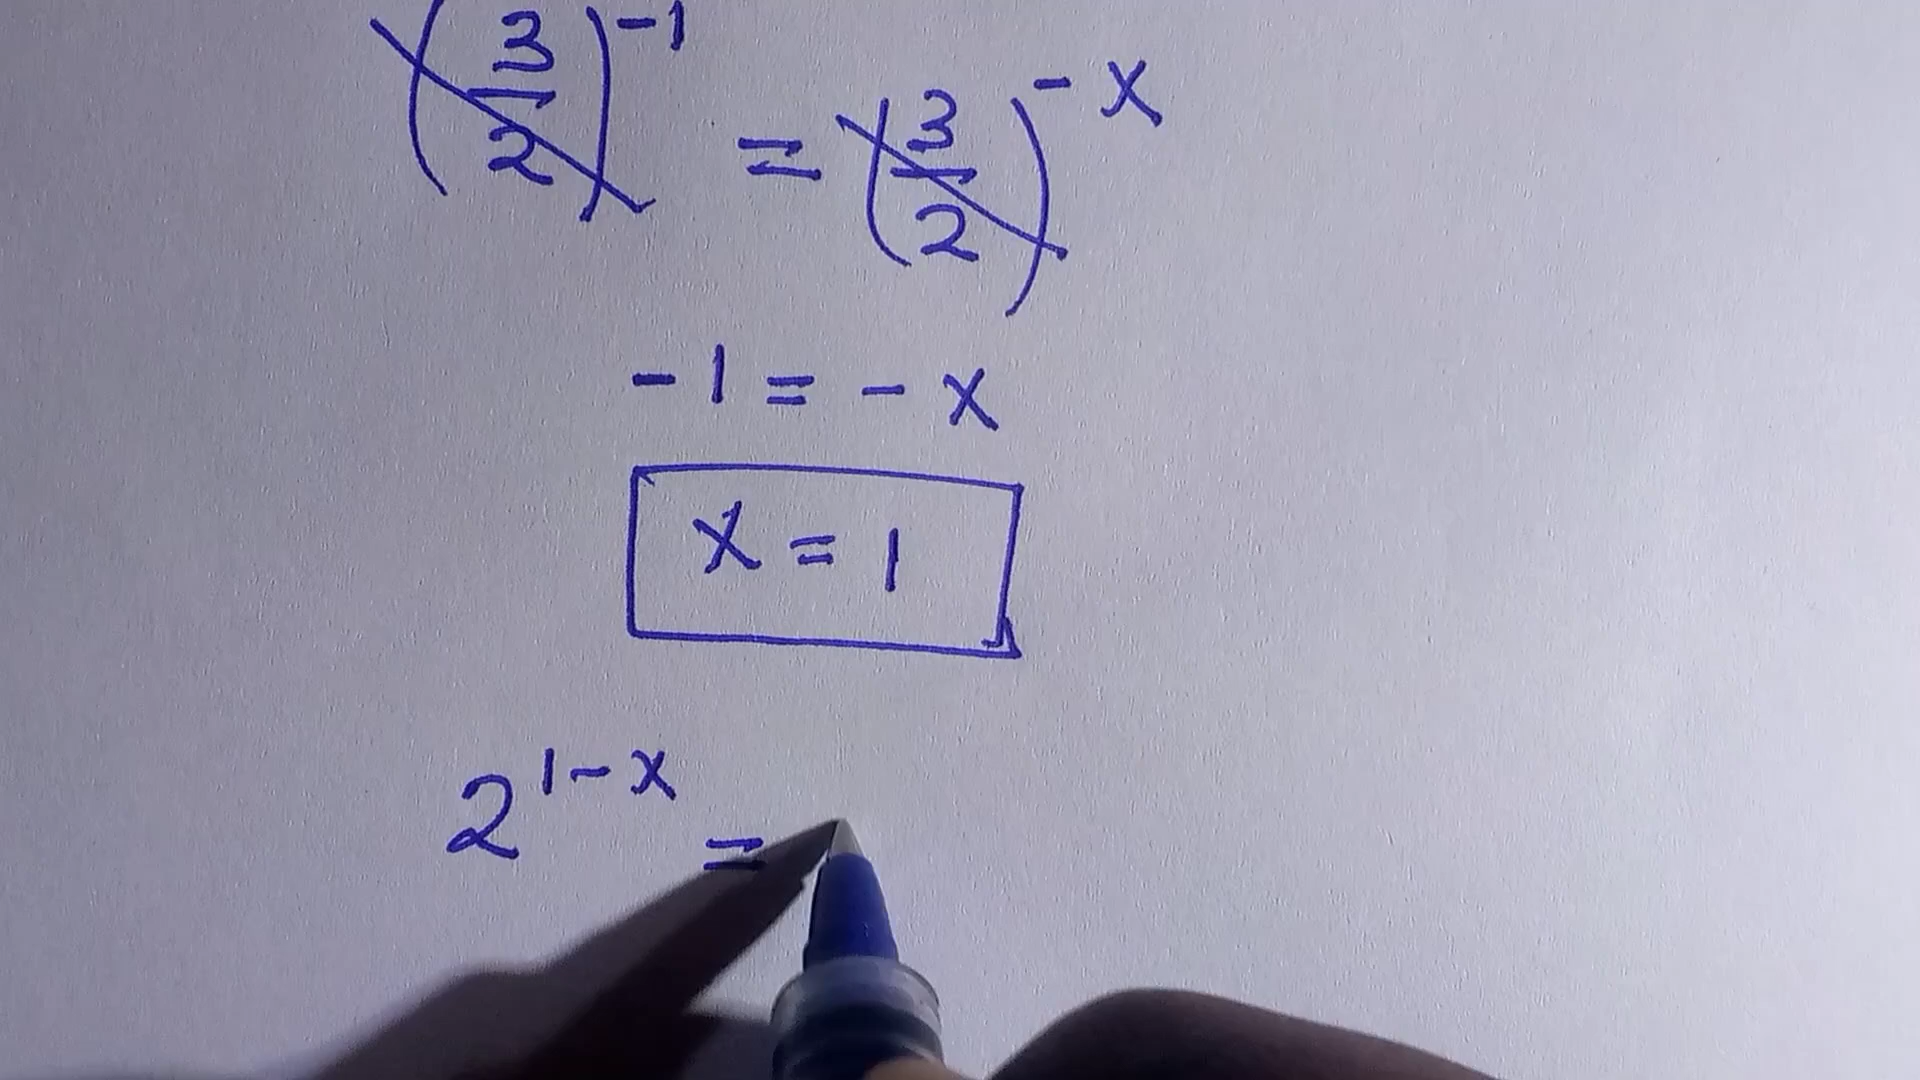 (3/2)^-1 = (3/2)^-x
-1 = -x
x = 1
2^1-x =